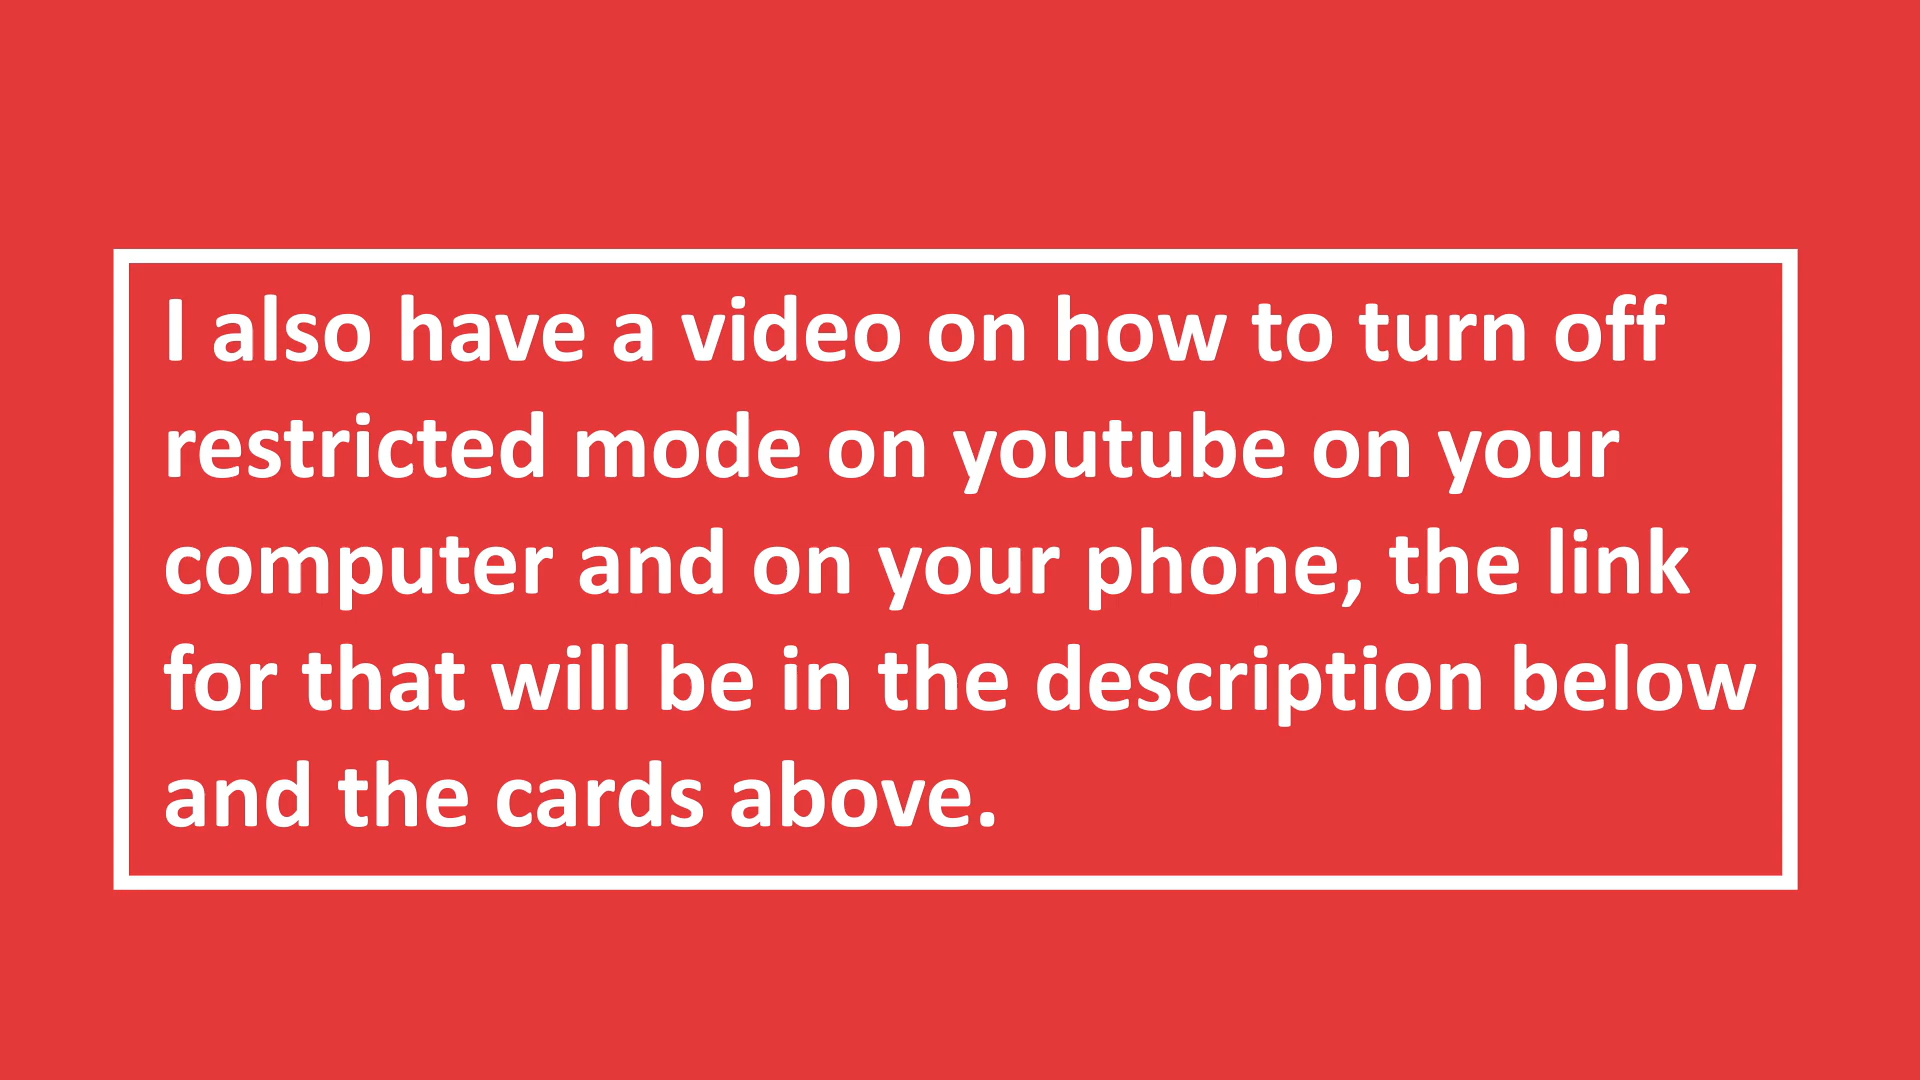 I also have a video on how to turn off
restricted mode on youtube on your
computer and on your phone, the link
for that will be in the description below
and the cards above.